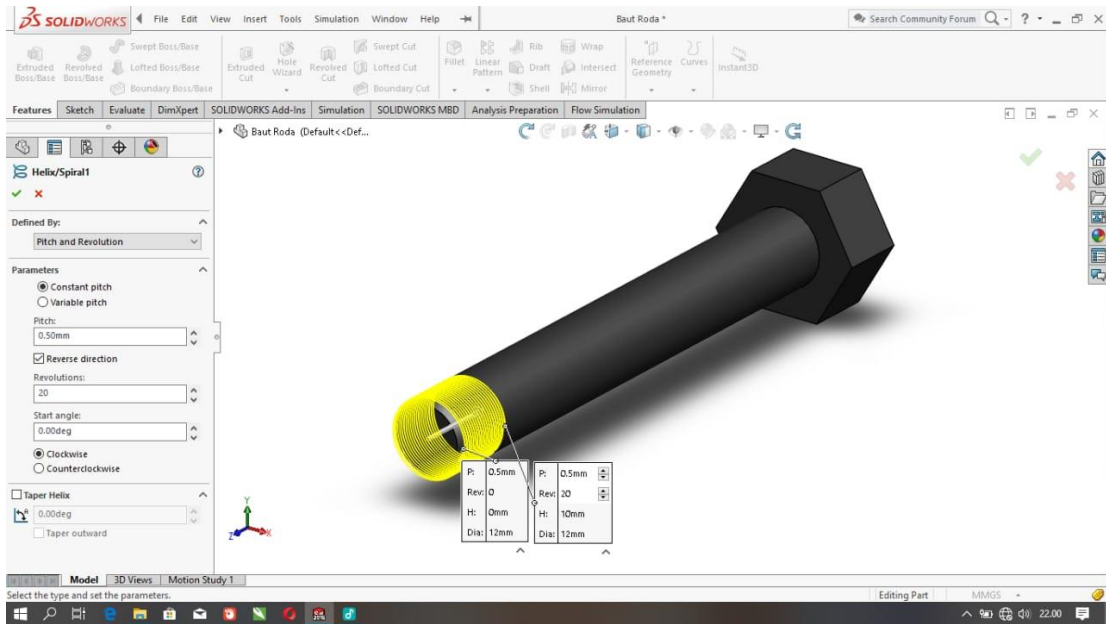 SOLIDWORKS
File Edit View Insert Tools Simulation Window Help
Baut Roda *
Search Community Forum
Extruded Boss/Base
Revolved Boss/Base
Swept Boss/Base
Lofted Boss/Base
Boundary Boss/Base
Extruded Cut
Hole Wizard
Revolved Cut
Swept Cut
Lofted Cut
Boundary Cut
Fillet
Linear Pattern
Rib
Draft
Shell
Wrap
Intersect
Mirror
Reference Geometry
Curves
Instant3D
Features Sketch Evaluate DimXpert SOLIDWORKS Add-Ins Simulation SOLIDWORKS MBD Analysis Preparation Flow Simulation
Baut Roda (Default<<Def...
Helix/Spiral1
Defined By:
Pitch and Revolution
Parameters
Constant pitch
Variable pitch
Pitch:
0.50mm
Reverse direction
Revolutions:
20
Start angle:
0.00deg
Clockwise
Counterclockwise
Taper Helix
0.00deg
Taper outward
P: 0.5mm
Rev: 0
H: 0mm
Dia: 12mm
P: 0.5mm
Rev: 20
H: 10mm
Dia: 12mm
Y
Z
X
Model 3D Views Motion Study 1
Select the type and set the parameters.
Editing Part
MMGS
22.00